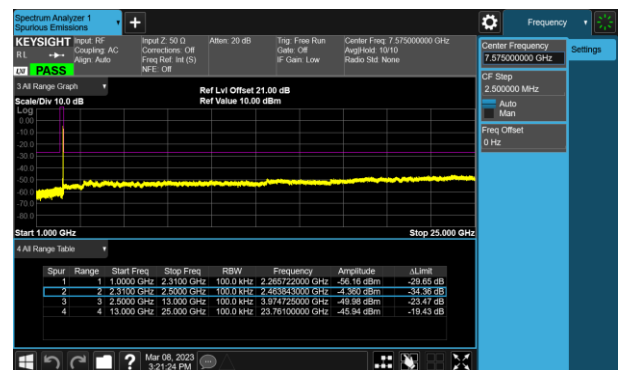 Spectrum Analyzer 1
Spurious Emissions
Frequency
KEYSIGHT
Input: RF
Coupling: AC
Align: Auto
Input Z: 50 Ω
Corrections: Off
Freq Ref: Int (S)
NFE: Off
Atten: 20 dB
Trig: Free Run
Gate: Off
IF Gain: Low
Center Freq: 7.575000000 GHz
Avg|Hold: 10/10
Radio Std: None
RL
LXI
PASS
Center Frequency
7.575000000 GHz
Settings
CF Step
2.500000 MHz
Auto
Man
Freq Offset
0 Hz
3 All Range Graph
Ref Lvl Offset 21.00 dB
Scale/Div 10.0 dB
Ref Value 10.00 dBm
Log
0.00
-10.0
-20.0
-30.0
-40.0
-50.0
-60.0
-70.0
-80.0
Start 1.000 GHz
Stop 25.000 GHz
4 All Range Table
Spur Range Start Freq Stop Freq RBW Frequency Amplitude ΔLimit
1 1 1.0000 GHz 2.3100 GHz 100.0 kHz 2.265722000 GHz -56.16 dBm -29.65 dB
2 2 2.3100 GHz 2.5000 GHz 100.0 kHz 2.463843000 GHz -4.360 dBm -34.36 dB
3 3 2.5000 GHz 13.000 GHz 100.0 kHz 3.974725000 GHz -49.98 dBm -23.47 dB
4 4 13.000 GHz 25.000 GHz 100.0 kHz 23.76100000 GHz -45.94 dBm -19.43 dB
?
Mar 08, 2023
3:21:24 PM